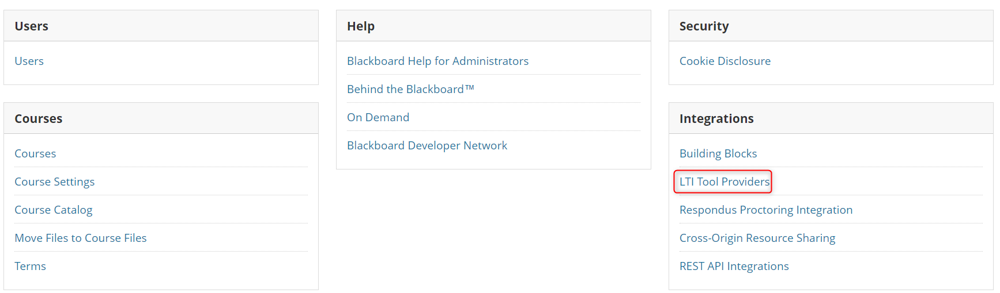 Users
Users
Courses
Courses
Course Settings
Course Catalog
Move Files to Course Files
Terms
Help
Blackboard Help for Administrators
Behind the Blackboard™
On Demand
Blackboard Developer Network
Security
Cookie Disclosure
Integrations
Building Blocks
LTI Tool Providers
Respondus Proctoring Integration
Cross-Origin Resource Sharing
REST API Integrations